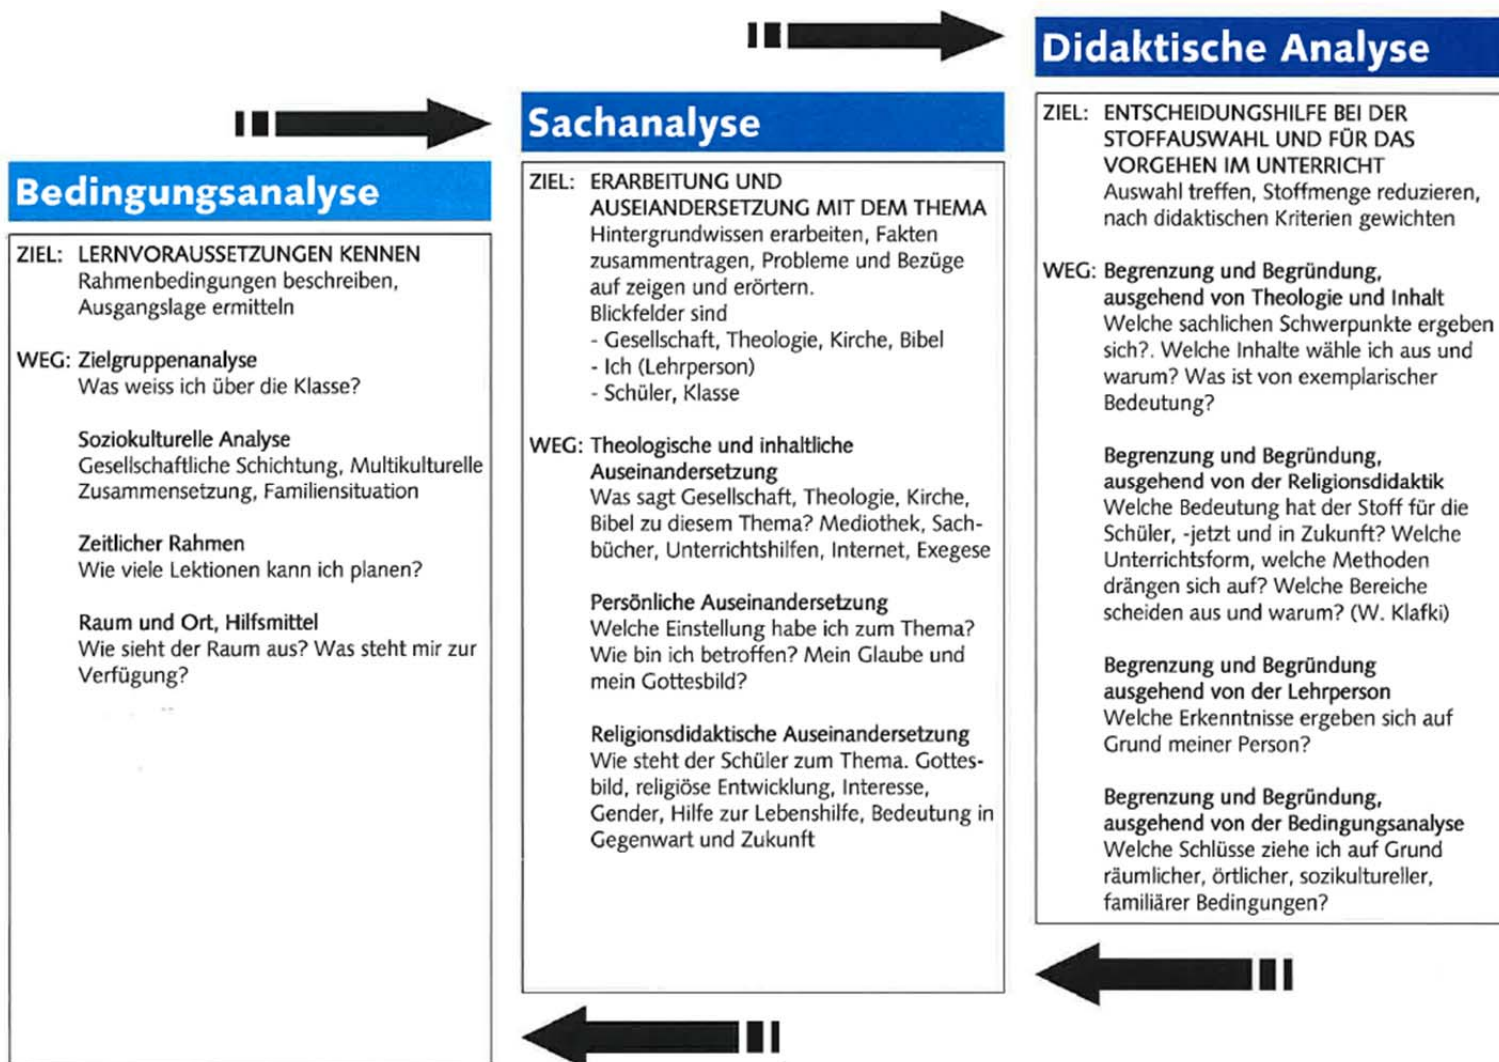 Bedingungsanalyse
ZIEL: LERNVORAUSSETZUNGEN KENNEN
Rahmenbedingungen beschreiben,
Ausgangslage ermitteln
WEG: Zielgruppenanalyse
Was weiss ich über die Klasse?
Soziokulturelle Analyse
Gesellschaftliche Schichtung, Multikulturelle
Zusammensetzung, Familiensituation
Zeitlicher Rahmen
Wie viele Lektionen kann ich planen?
Raum und Ort, Hilfsmittel
Wie sieht der Raum aus? Was steht mir zur
Verfügung?
Sachanalyse
ZIEL: ERARBEITUNG UND
AUSEIANDERSETZUNG MIT DEM THEMA
Hintergrundwissen erarbeiten, Fakten
zusammentragen, Probleme und Bezüge
auf zeigen und erörtern.
Blickfelder sind
- Gesellschaft, Theologie, Kirche, Bibel
- Ich (Lehrperson)
- Schüler, Klasse
WEG: Theologische und inhaltliche
Auseinandersetzung
Was sagt Gesellschaft, Theologie, Kirche,
Bibel zu diesem Thema? Mediothek, Sach-
bücher, Unterrichtshilfen, Internet, Exegese
Persönliche Auseinandersetzung
Welche Einstellung habe ich zum Thema?
Wie bin ich betroffen? Mein Glaube und
mein Gottesbild?
Religionsdidaktische Auseinandersetzung
Wie steht der Schüler zum Thema. Gottes-
bild, religiöse Entwicklung, Interesse,
Gender, Hilfe zur Lebenshilfe, Bedeutung in
Gegenwart und Zukunft
Didaktische Analyse
ZIEL: ENTSCHEIDUNGSHILFE BEI DER
STOFFAUSWAHL UND FÜR DAS
VORGEHEN IM UNTERRICHT
Auswahl treffen, Stoffmenge reduzieren,
nach didaktischen Kriterien gewichten
WEG: Begrenzung und Begründung,
ausgehend von Theologie und Inhalt
Welche sachlichen Schwerpunkte ergeben
sich?. Welche Inhalte wähle ich aus und
warum? Was ist von exemplarischer
Bedeutung?
Begrenzung und Begründung,
ausgehend von der Religionsdidaktik
Welche Bedeutung hat der Stoff für die
Schüler, -jetzt und in Zukunft? Welche
Unterrichtsform, welche Methoden
drängen sich auf? Welche Bereiche
scheiden aus und warum? (W. Klafki)
Begrenzung und Begründung
ausgehend von der Lehrperson
Welche Erkenntnisse ergeben sich auf
Grund meiner Person?
Begrenzung und Begründung,
ausgehend von der Bedingungsanalyse
Welche Schlüsse ziehe ich auf Grund
räumlicher, örtlicher, sozikultureller,
familiärer Bedingungen?